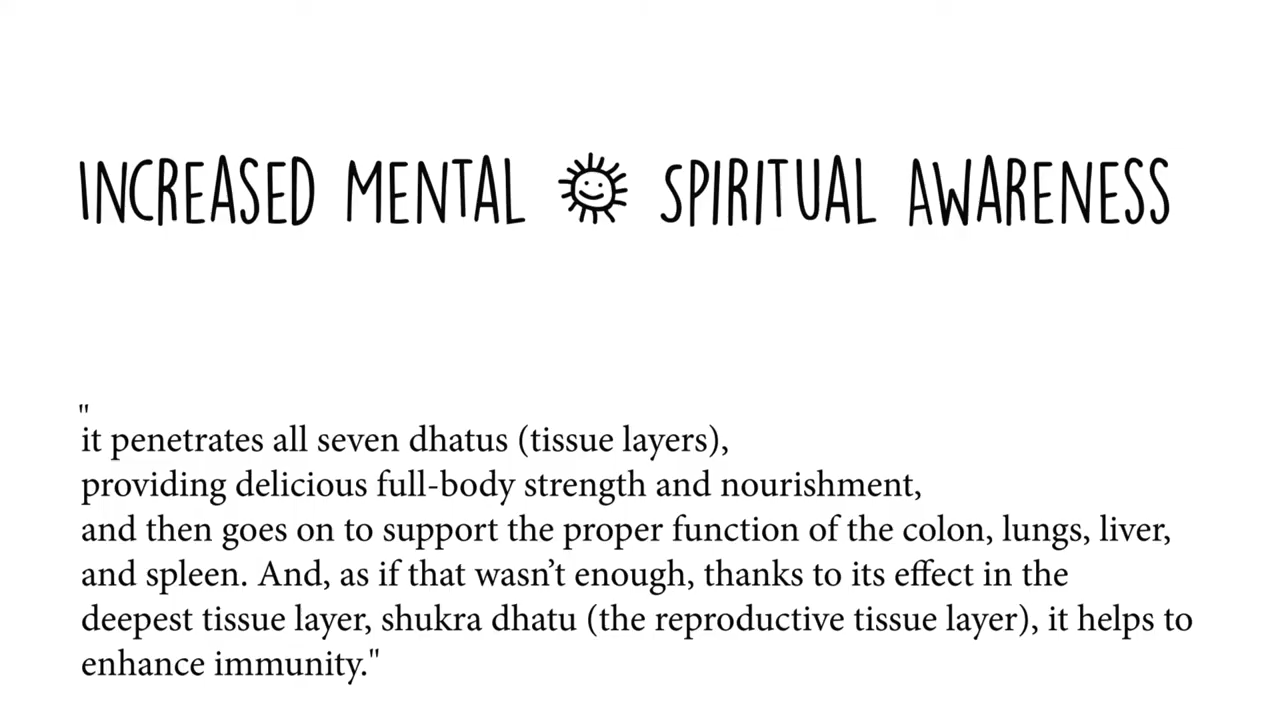 INCREASED MENTAL SPIRITUAL AWARENESS
"
it penetrates all seven dhatus (tissue layers),
providing delicious full-body strength and nourishment,
and then goes on to support the proper function of the colon, lungs, liver,
and spleen. And, as if that wasn’t enough, thanks to its effect in the
deepest tissue layer, shukra dhatu (the reproductive tissue layer), it helps to
enhance immunity."